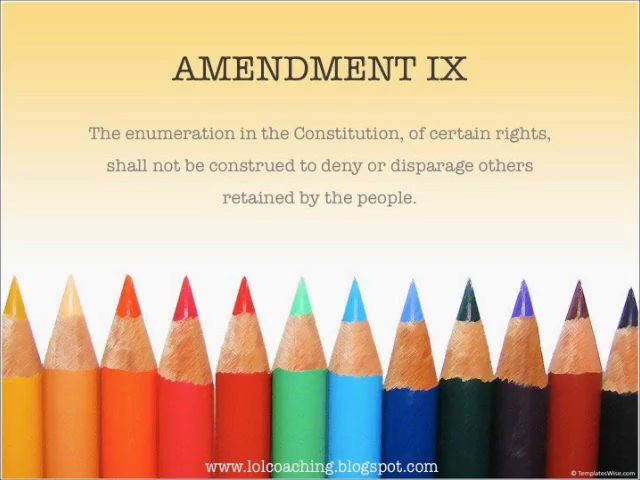 AMENDMENT IX
The enumeration in the Constitution, of certain rights,
shall not be construed to deny or disparage others
retained by the people.
www.lolcoaching.blogspot.com
© TemplatesWise.com